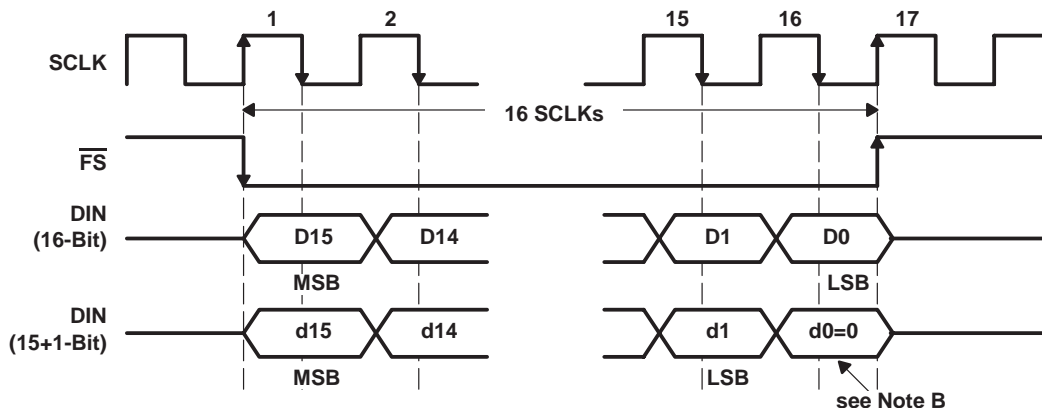 1 2 15 16 17
SCLK
16 SCLKs
FS
DIN
(16-Bit)
D15 D14 D1 D0
MSB LSB
DIN
(15+1-Bit)
d15 d14 d1 d0=0
MSB LSB
see Note B